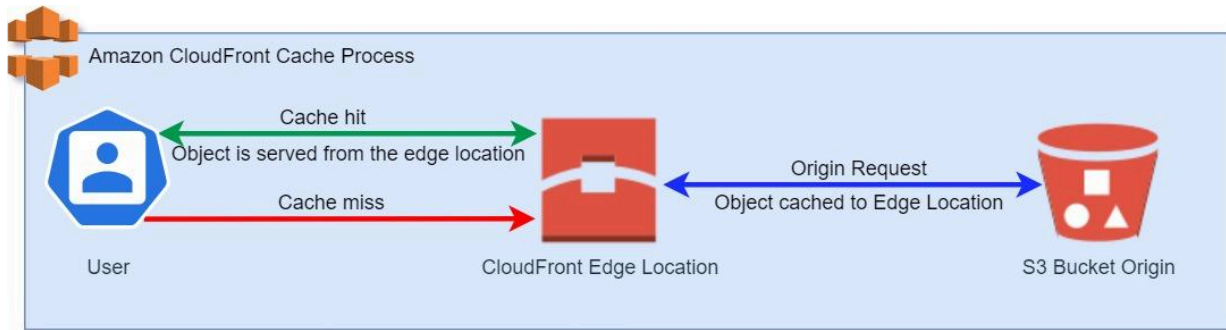 Amazon CloudFront Cache Process
Cache hit
Object is served from the edge location
Cache miss
Origin Request
Object cached to Edge Location
User
CloudFront Edge Location
S3 Bucket Origin